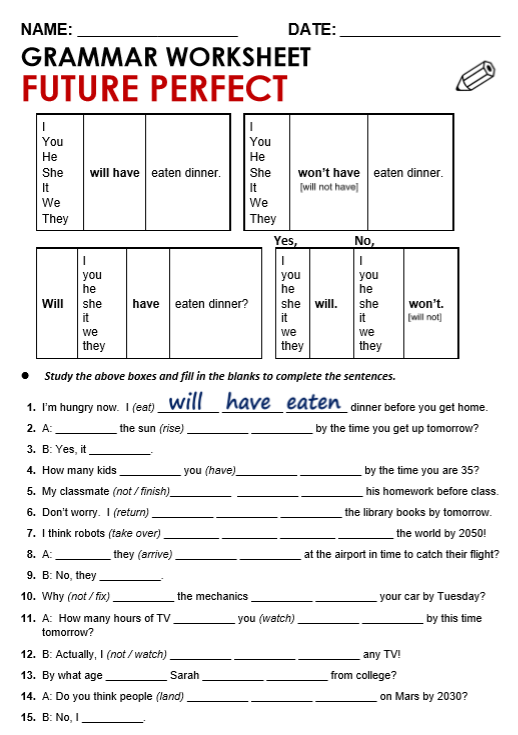 NAME: ____________________ DATE: ____________________
GRAMMAR WORKSHEET
FUTURE PERFECT
I
You
He
She
It
We
They
will have
eaten dinner.
I
You
He
She
It
We
They
won't have
[will not have]
eaten dinner.
Will
I
you
he
she
it
we
they
have
eaten dinner?
Yes,
No,
I
you
he
she
it
we
they
will.
I
you
he
she
it
we
they
won't.
[will not]
● Study the above boxes and fill in the blanks to complete the sentences.
1. I'm hungry now. I (eat) will have eaten dinner before you get home.
2. A: __________ the sun (rise) __________ __________ by the time you get up tomorrow?
3. B: Yes, it __________.
4. How many kids __________ you (have)__________ __________ by the time you are 35?
5. My classmate (not / finish)__________ __________ __________ his homework before class.
6. Don't worry. I (return) __________ __________ __________ the library books by tomorrow.
7. I think robots (take over) __________ __________ __________ __________ the world by 2050!
8. A: __________ they (arrive) __________ __________ at the airport in time to catch their flight?
9. B: No, they __________.
10. Why (not / fix) __________ the mechanics __________ __________ your car by Tuesday?
11. A: How many hours of TV __________ you (watch) __________ __________ by this time
tomorrow?
12. B: Actually, I (not / watch) __________ __________ __________ any TV!
13. By what age __________ Sarah __________ __________ from college?
14. A: Do you think people (land) __________ __________ __________ on Mars by 2030?
15. B: No, I __________.